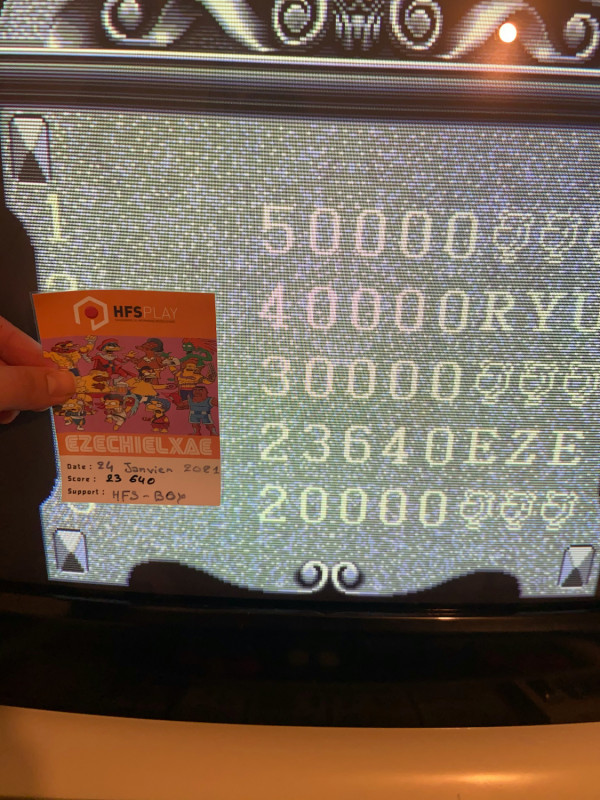 1 50000
40000RYU
30000
23640EZE
20000
HFSPLAY
EZECHIELXAE
Date : 24 Janvier 2021
Score : 23 640
Support : HFS-BOX